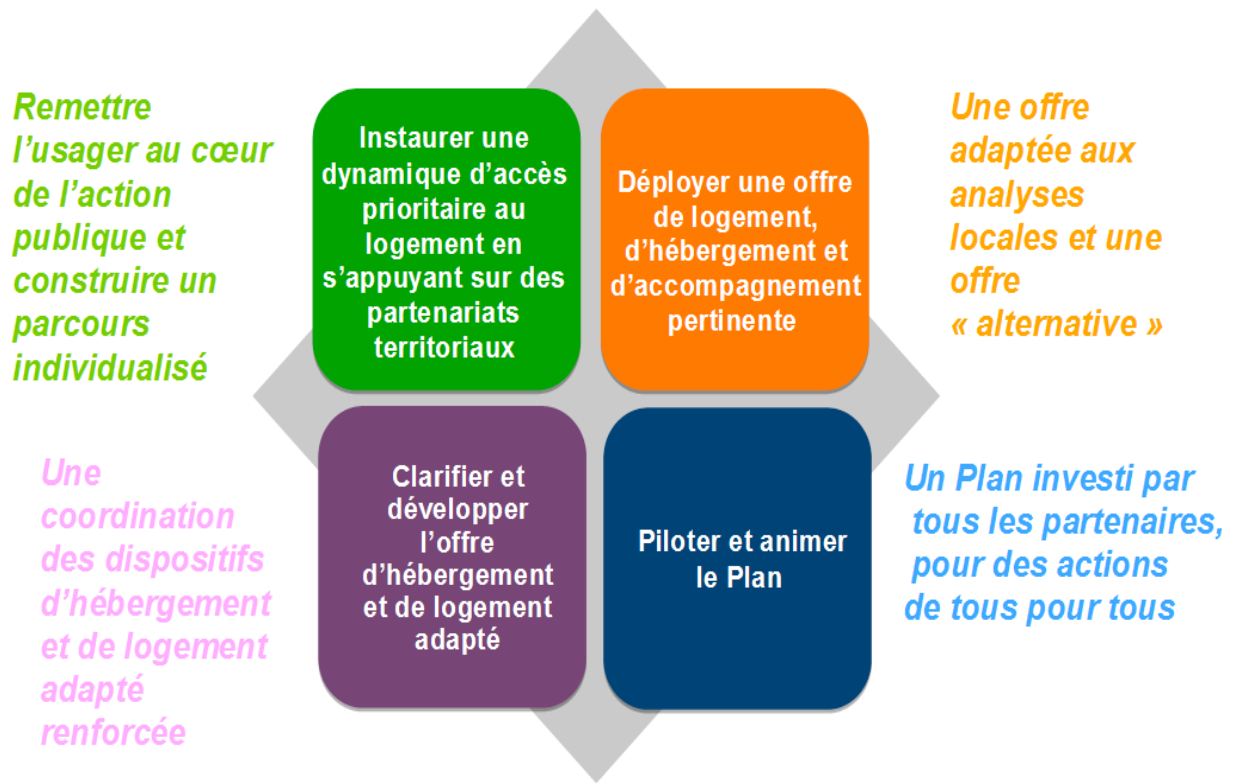 Remettre
l’usager au cœur
de l’action
publique et
construire un
parcours
individualisé
Instaurer une
dynamique d’accès
prioritaire au
logement en
s’appuyant sur des
partenariats
territoriaux
Déployer une offre
de logement,
d’hébergement et
d’accompagnement
pertinente
Une offre
adaptée aux
analyses
locales et une
offre
« alternative »
Une
coordination
des dispositifs
d’hébergement
et de logement
adapté
renforcée
Clarifier et
développer
l’offre
d’hébergement
et de logement
adapté
Piloter et animer
le Plan
Un Plan investi par
tous les partenaires,
pour des actions
de tous pour tous